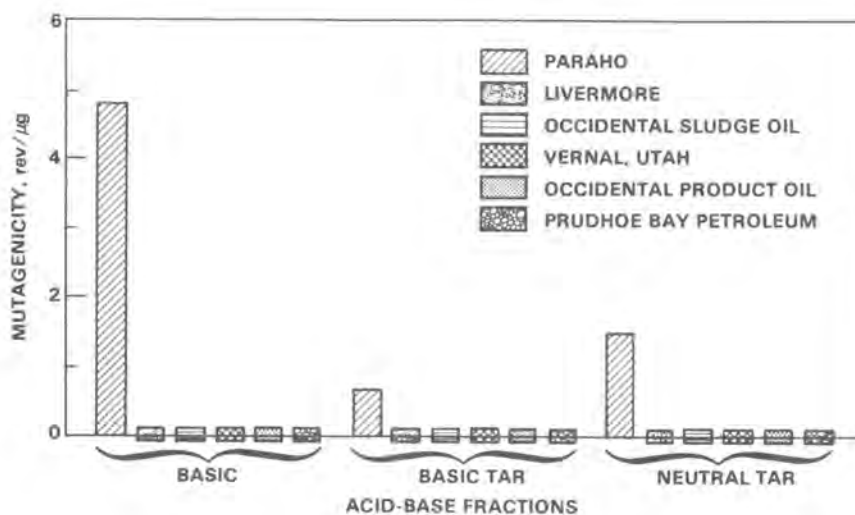 6
4
2
0
MUTAGENICITY, rev/μg
PARAHO
LIVERMORE
OCCIDENTAL SLUDGE OIL
VERNAL, UTAH
OCCIDENTAL PRODUCT OIL
PRUDHOE BAY PETROLEUM
BASIC
BASIC TAR
NEUTRAL TAR
ACID-BASE FRACTIONS